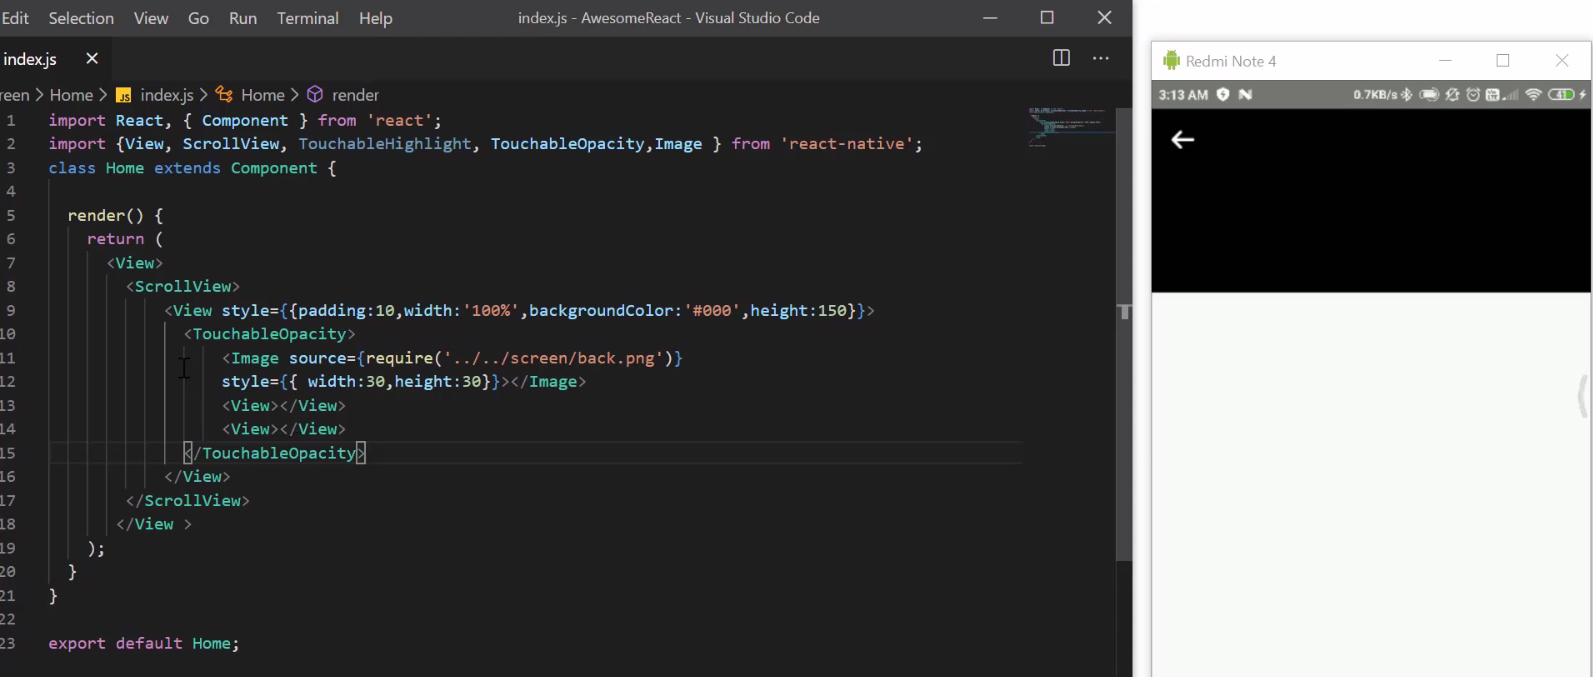 Edit Selection View Go Run Terminal Help index.js - AwesomeReact - Visual Studio Code
index.js
Redmi Note 4
reen > Home > JS index.js > Home > render
3:13 AM 0.7KB/s 41
1 import React, { Component } from 'react';
2 import {View, ScrollView, TouchableHighlight, TouchableOpacity,Image } from 'react-native';
3 class Home extends Component {
4
5 render() {
6 return (
7 <View>
8 <ScrollView>
9 <View style={{padding:10,width:'100%',backgroundColor:'#000',height:150}}>
10 <TouchableOpacity>
11 <Image source={require('../../screen/back.png')}
12 style={{ width:30,height:30}}></Image>
13 <View></View>
14 <View></View>
15 </TouchableOpacity>
16 </View>
17 </ScrollView>
18 </View >
19 );
20 }
21 }
22
23 export default Home;